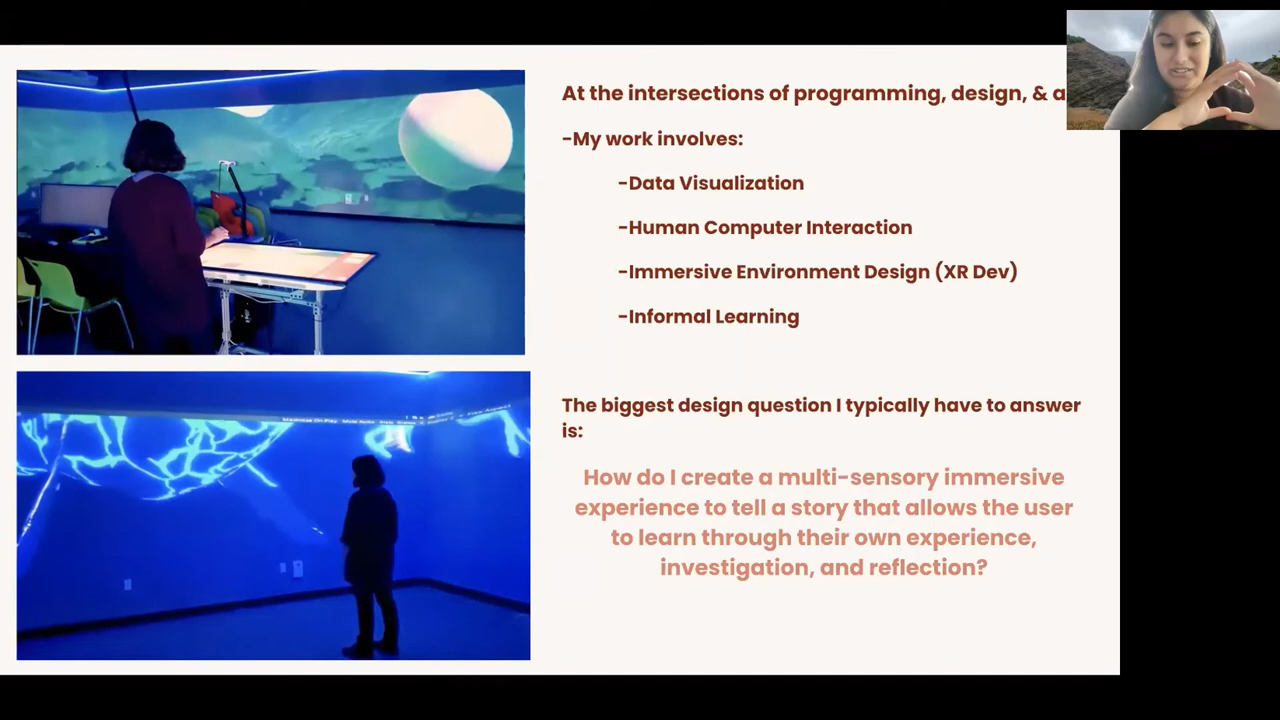 At the intersections of programming, design, & a
-My work involves:
-Data Visualization
-Human Computer Interaction
-Immersive Environment Design (XR Dev)
-Informal Learning
The biggest design question I typically have to answer
is:
How do I create a multi-sensory immersive
experience to tell a story that allows the user
to learn through their own experience,
investigation, and reflection?